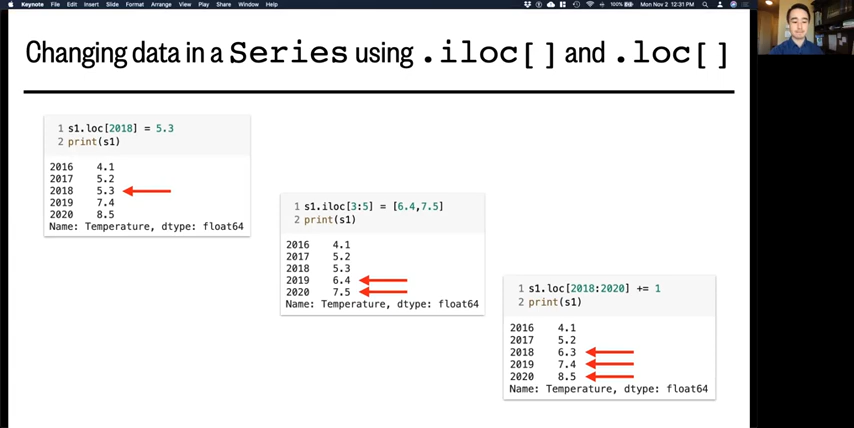 Keynote File Edit Insert Slide Format Arrange View Play Share Window Help 100% Mon Nov 2 12:31 PM
Changing data in a Series using .iloc[] and .loc[]
1 s1.loc[2018] = 5.3
2 print(s1)
2016 4.1
2017 5.2
2018 5.3
2019 7.4
2020 8.5
Name: Temperature, dtype: float64
1 s1.iloc[3:5] = [6.4,7.5]
2 print(s1)
2016 4.1
2017 5.2
2018 5.3
2019 6.4
2020 7.5
Name: Temperature, dtype: float64
1 s1.loc[2018:2020] += 1
2 print(s1)
2016 4.1
2017 5.2
2018 6.3
2019 7.4
2020 8.5
Name: Temperature, dtype: float64